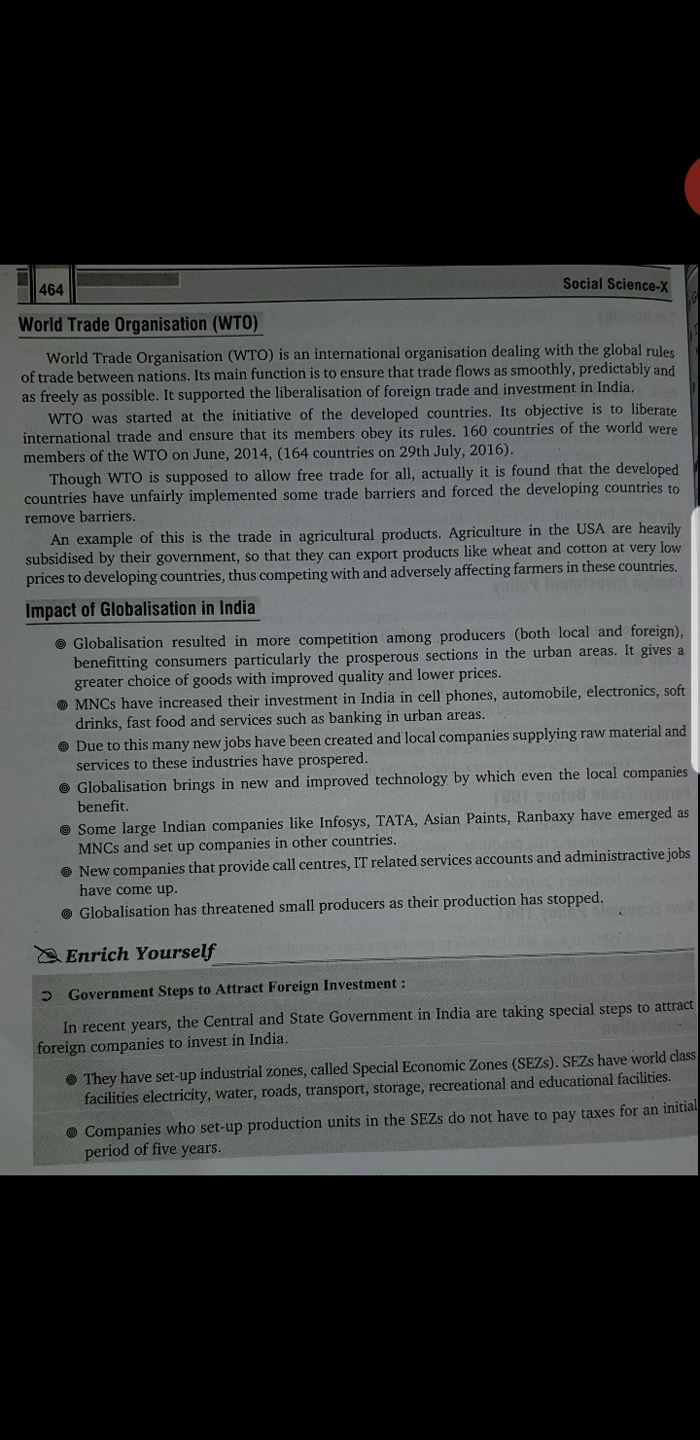 464
Social Science-X
World Trade Organisation (WTO)
World Trade Organisation (WTO) is an international organisation dealing with the global rules
of trade between nations. Its main function is to ensure that trade flows as smoothly, predictably and
as freely as possible. It supported the liberalisation of foreign trade and investment in India.
WTO was started at the initiative of the developed countries. Its objective is to liberate
international trade and ensure that its members obey its rules. 160 countries of the world were
members of the WTO on June, 2014, (164 countries on 29th July, 2016).
Though WTO is supposed to allow free trade for all, actually it is found that the developed
countries have unfairly implemented some trade barriers and forced the developing countries to
remove barriers.
An example of this is the trade in agricultural products. Agriculture in the USA are heavily
subsidised by their government, so that they can export products like wheat and cotton at very low
prices to developing countries, thus competing with and adversely affecting farmers in these countries.
Impact of Globalisation in India
Globalisation resulted in more competition among producers (both local and foreign),
benefitting consumers particularly the prosperous sections in the urban areas. It gives a
greater choice of goods with improved quality and lower prices.
MNCs have increased their investment in India in cell phones, automobile, electronics, soft
drinks, fast food and services such as banking in urban areas.
Due to this many new jobs have been created and local companies supplying raw material and
services to these industries have prospered.
Globalisation brings in new and improved technology by which even the local companies
benefit.
Some large Indian companies like Infosys, TATA, Asian Paints, Ranbaxy have emerged as
MNCs and set up companies in other countries.
New companies that provide call centres, IT related services accounts and administractive jobs
have come up.
Globalisation has threatened small producers as their production has stopped.
Enrich Yourself
Government Steps to Attract Foreign Investment :
In recent years, the Central and State Government in India are taking special steps to attract
foreign companies to invest in India.
They have set-up industrial zones, called Special Economic Zones (SEZs). SEZs have world class
facilities electricity, water, roads, transport, storage, recreational and educational facilities.
Companies who set-up production units in the SEZs do not have to pay taxes for an initial
period of five years.